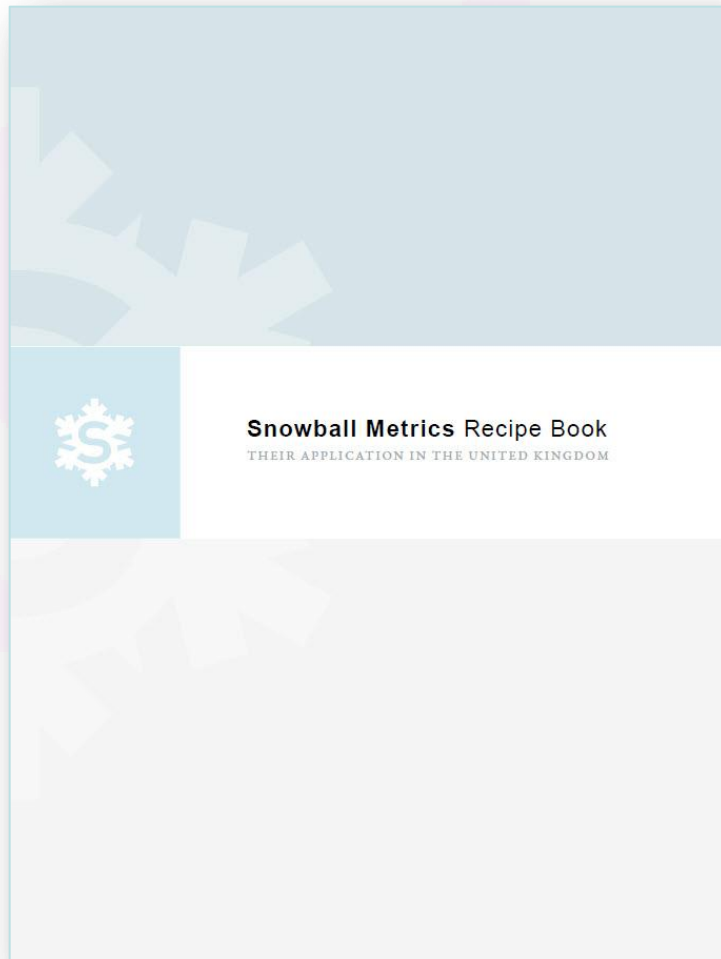 S
Snowball Metrics Recipe Book
THEIR APPLICATION IN THE UNITED KINGDOM